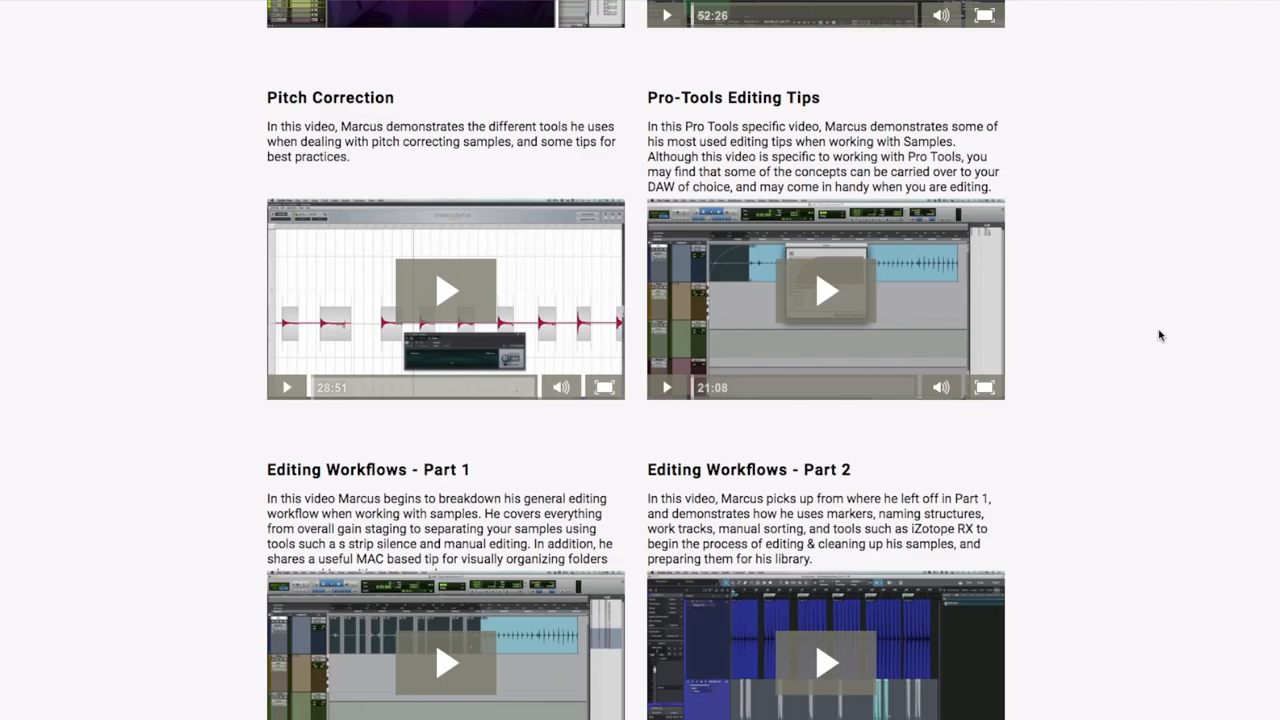 52:26
Pitch Correction
In this video, Marcus demonstrates the different tools he uses
when dealing with pitch correcting samples, and some tips for
best practices.
Pro-Tools Editing Tips
In this Pro Tools specific video, Marcus demonstrates some of
his most used editing tips when working with Samples.
Although this video is specific to working with Pro Tools, you
may find that some of the concepts can be carried over to your
DAW of choice, and may come in handy when you are editing.
melodyne
28:51
21:08
Editing Workflows - Part 1
In this video Marcus begins to breakdown his general editing
workflow when working with samples. He covers everything
from overall gain staging to separating your samples using
tools such a s strip silence and manual editing. In addition, he
shares a useful MAC based tip for visually organizing folders
Editing Workflows - Part 2
In this video, Marcus picks up from where he left off in Part 1,
and demonstrates how he uses markers, naming structures,
work tracks, manual sorting, and tools such as iZotope RX to
begin the process of editing & cleaning up his samples, and
preparing them for his library.